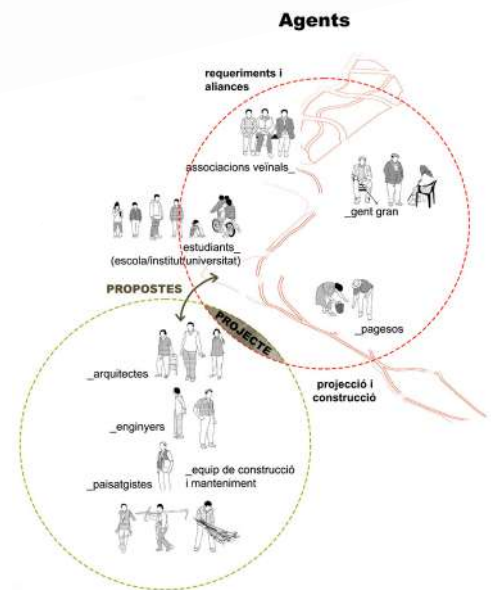 Agents
requeriments i
aliances
associacions veïnals_
_gent gran
estudiants_
(escola/institut/universitat)
PROPOSTES
PROJECTE
_pagesos
_arquitectes
projecció i
construcció
_enginyers
_equip de construcció
i manteniment
_paisatgistes